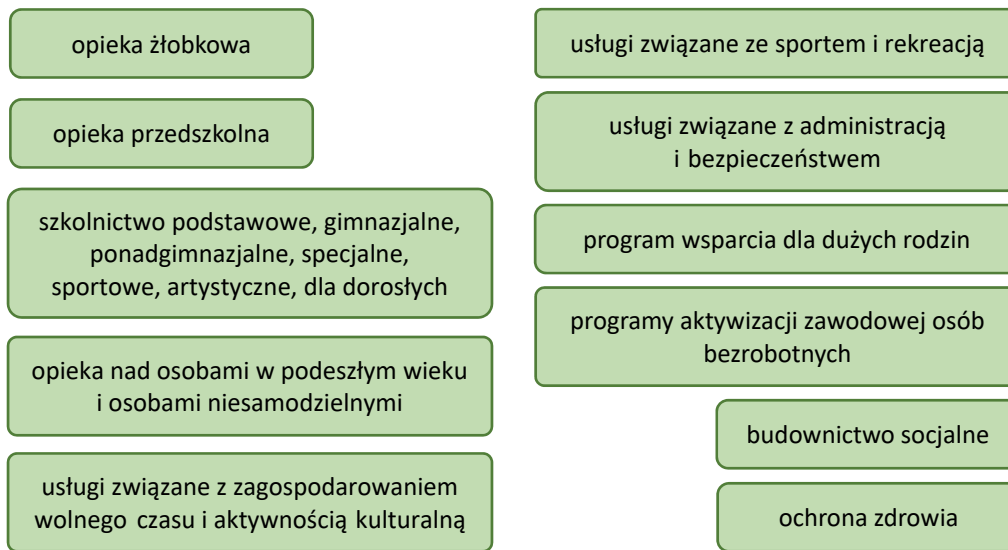 opieka żłobkowa
opieka przedszkolna
szkolnictwo podstawowe, gimnazjalne,
ponadgimnazjalne, specjalne,
sportowe, artystyczne, dla dorosłych
opieka nad osobami w podeszłym wieku
i osobami niesamodzielnymi
usługi związane z zagospodarowaniem
wolnego czasu i aktywnością kulturalną
usługi związane ze sportem i rekreacją
usługi związane z administracją
i bezpieczeństwem
program wsparcia dla dużych rodzin
programy aktywizacji zawodowej osób
bezrobotnych
budownictwo socjalne
ochrona zdrowia